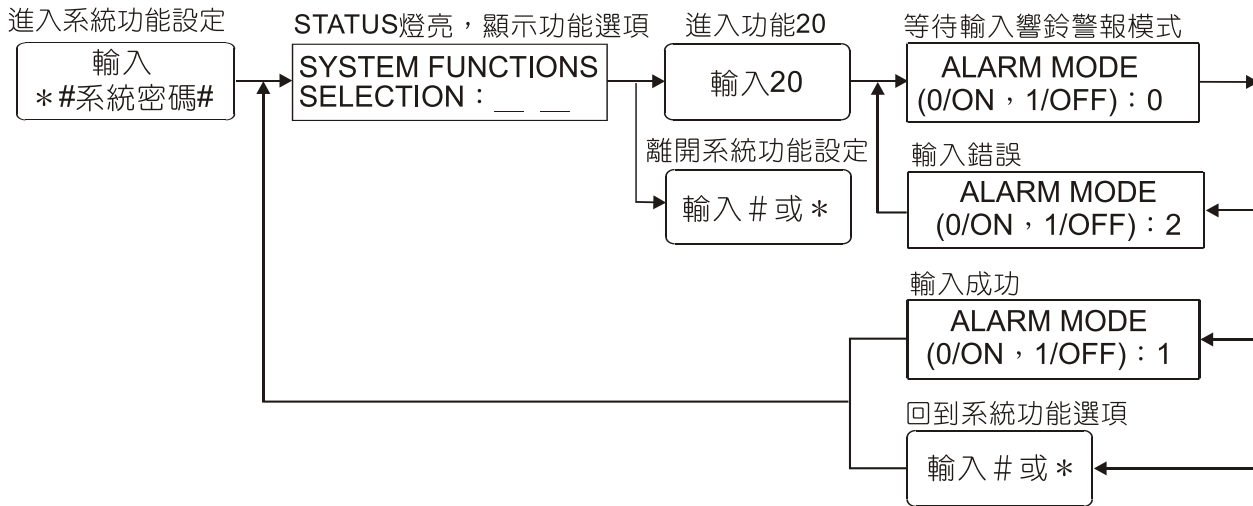 進入系統功能設定
輸入
＊#系統密碼#
STATUS燈亮，顯示功能選項
SYSTEM FUNCTIONS
SELECTION：__ __
進入功能20
輸入20
離開系統功能設定
輸入＃或＊
等待輸入響鈴警報模式
ALARM MODE
(0/ON，1/OFF)：0
輸入錯誤
ALARM MODE
(0/ON，1/OFF)：2
輸入成功
ALARM MODE
(0/ON，1/OFF)：1
回到系統功能選項
輸入＃或＊